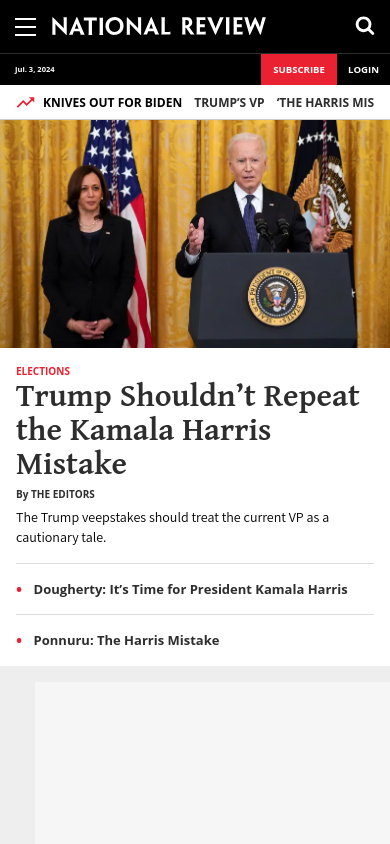 NATIONAL REVIEW
Jul. 3, 2024
SUBSCRIBE
LOGIN
KNIVES OUT FOR BIDEN TRUMP’S VP ’THE HARRIS MIS
ELECTIONS
Trump Shouldn’t Repeat
the Kamala Harris
Mistake
By THE EDITORS
The Trump veepstakes should treat the current VP as a
cautionary tale.
• Dougherty: It’s Time for President Kamala Harris
• Ponnuru: The Harris Mistake